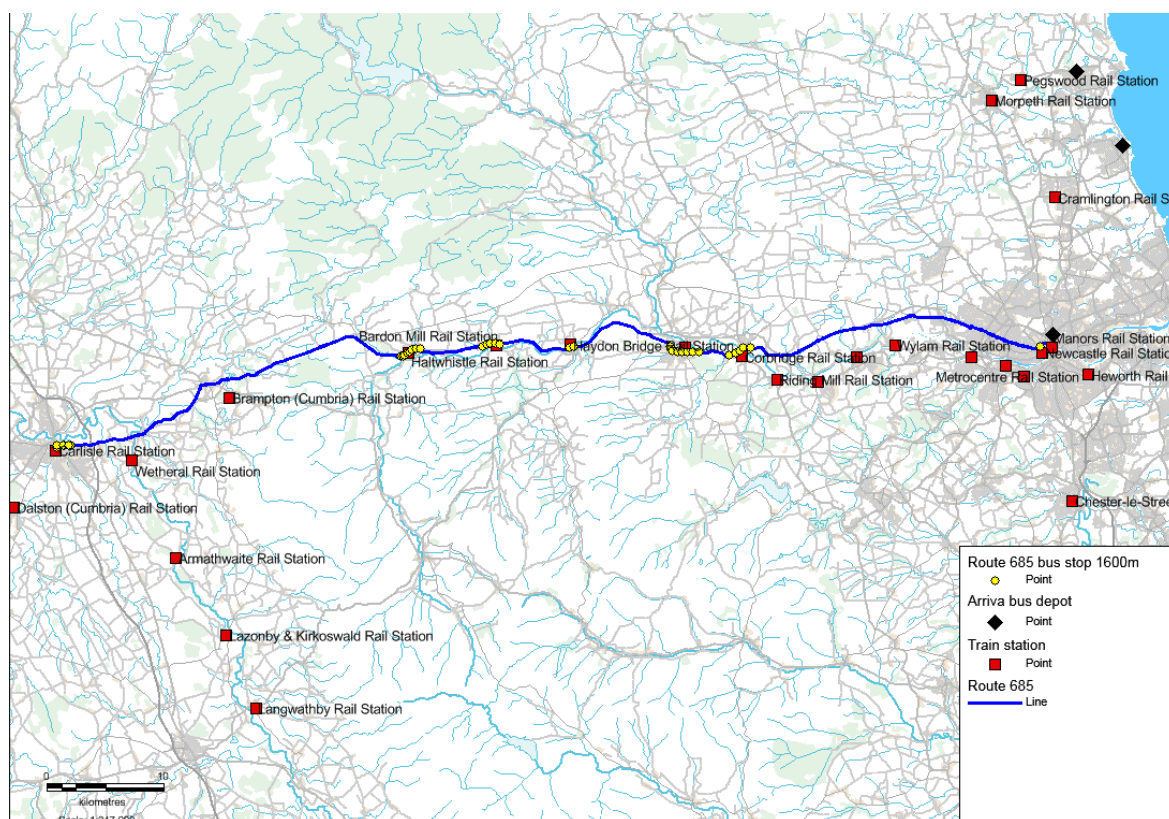 Pegswood Rail Station
Morpeth Rail Station
Cramlington Rail S
Bardon Mill Rail Station
Haydon Bridge Rail Station
Manors Rail Station
Wylam Rail Station
Newcastle Rail Statio
Haltwhistle Rail Station
Corbridge Rail Station
Metrocentre Rail Station
Heworth Rail
Riding Mill Rail Station
Brampton (Cumbria) Rail Station
Carlisle Rail Station
Wetheral Rail Station
Dalston (Cumbria) Rail Station
Chester-le-Stree
Armathwaite Rail Station
Lazonby & Kirkoswald Rail Station
Langwathby Rail Station
Route 685 bus stop 1600m
Point
Arriva bus depot
Point
Train station
Point
Route 685
Line
0 10
kilometres